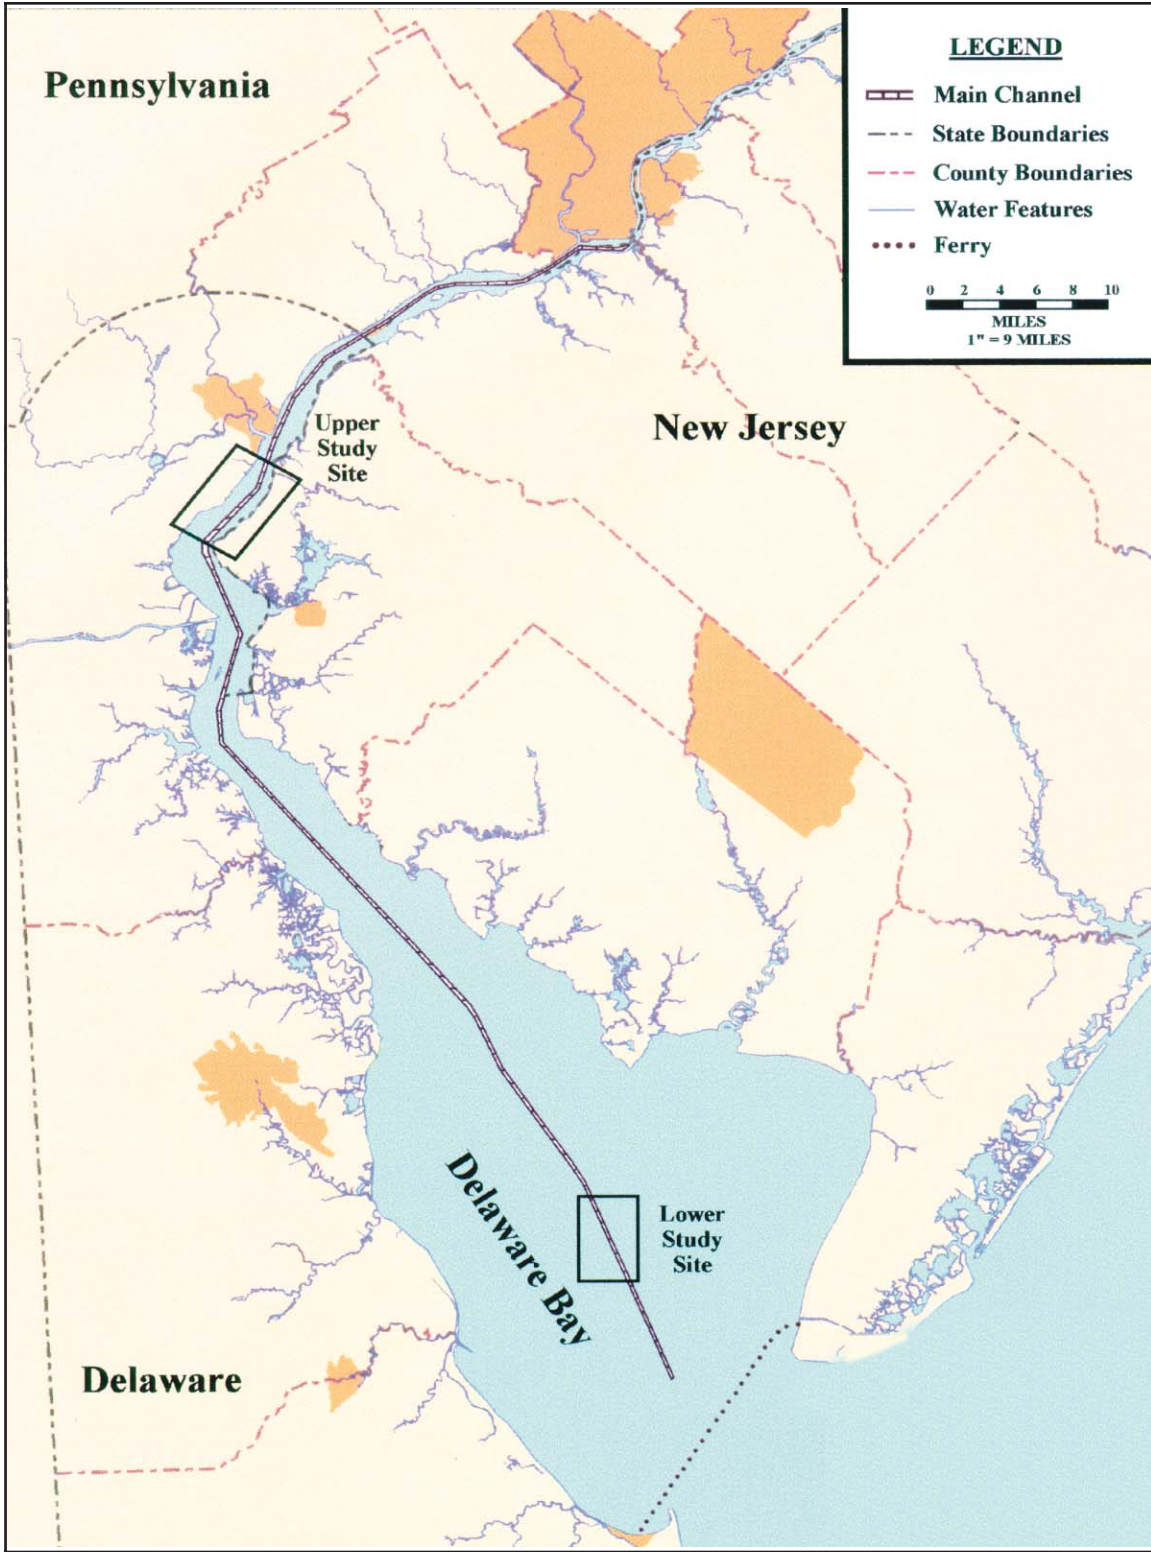 Pennsylvania
LEGEND
Main Channel
State Boundaries
County Boundaries
Water Features
Ferry
0 2 4 6 8 10
MILES
1" = 9 MILES
Upper
Study
Site
New Jersey
Delaware Bay
Lower
Study
Site
Delaware